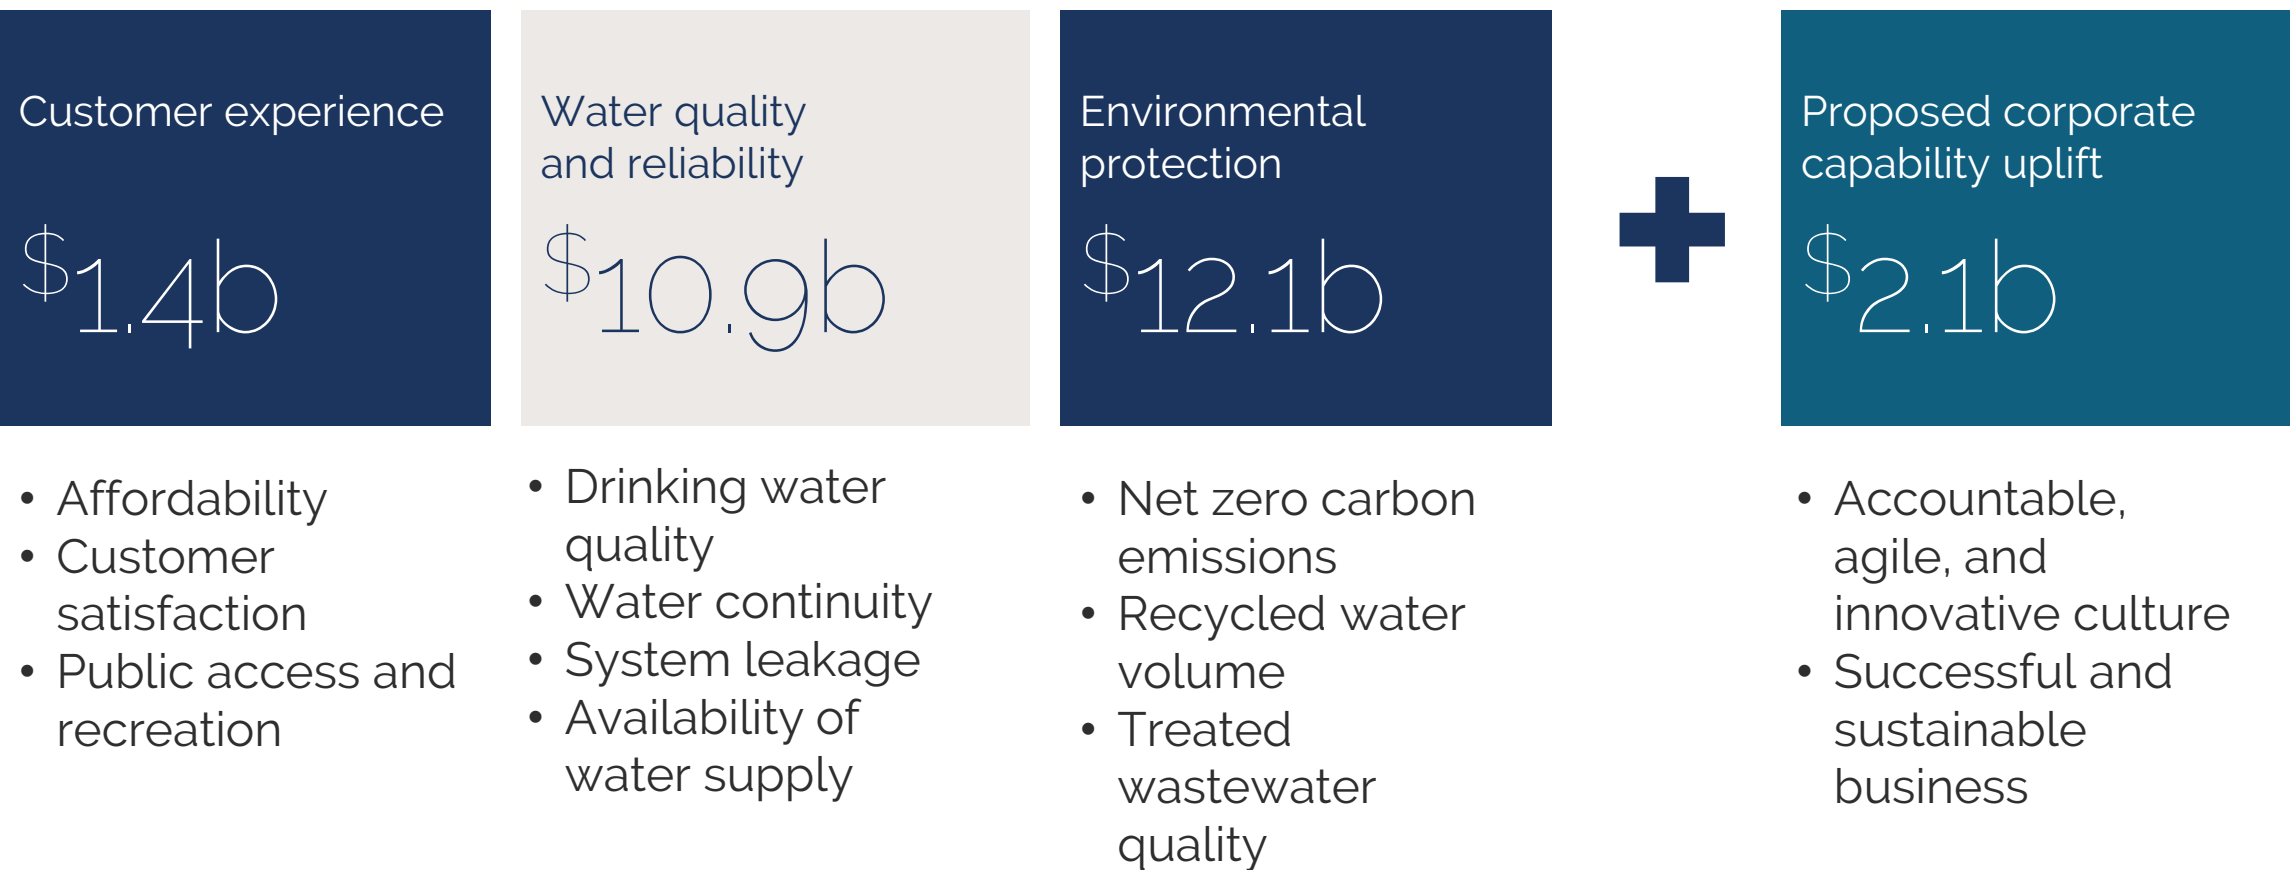 Customer experience
$1.4b
• Affordability
• Customer
satisfaction
• Public access and
recreation
Water quality
and reliability
$10.9b
• Drinking water
quality
• Water continuity
• System leakage
• Availability of
water supply
Environmental
protection
$12.1b
• Net zero carbon
emissions
• Recycled water
volume
• Treated
wastewater
quality
Proposed corporate
capability uplift
$2.1b
• Accountable,
agile, and
innovative culture
• Successful and
sustainable
business